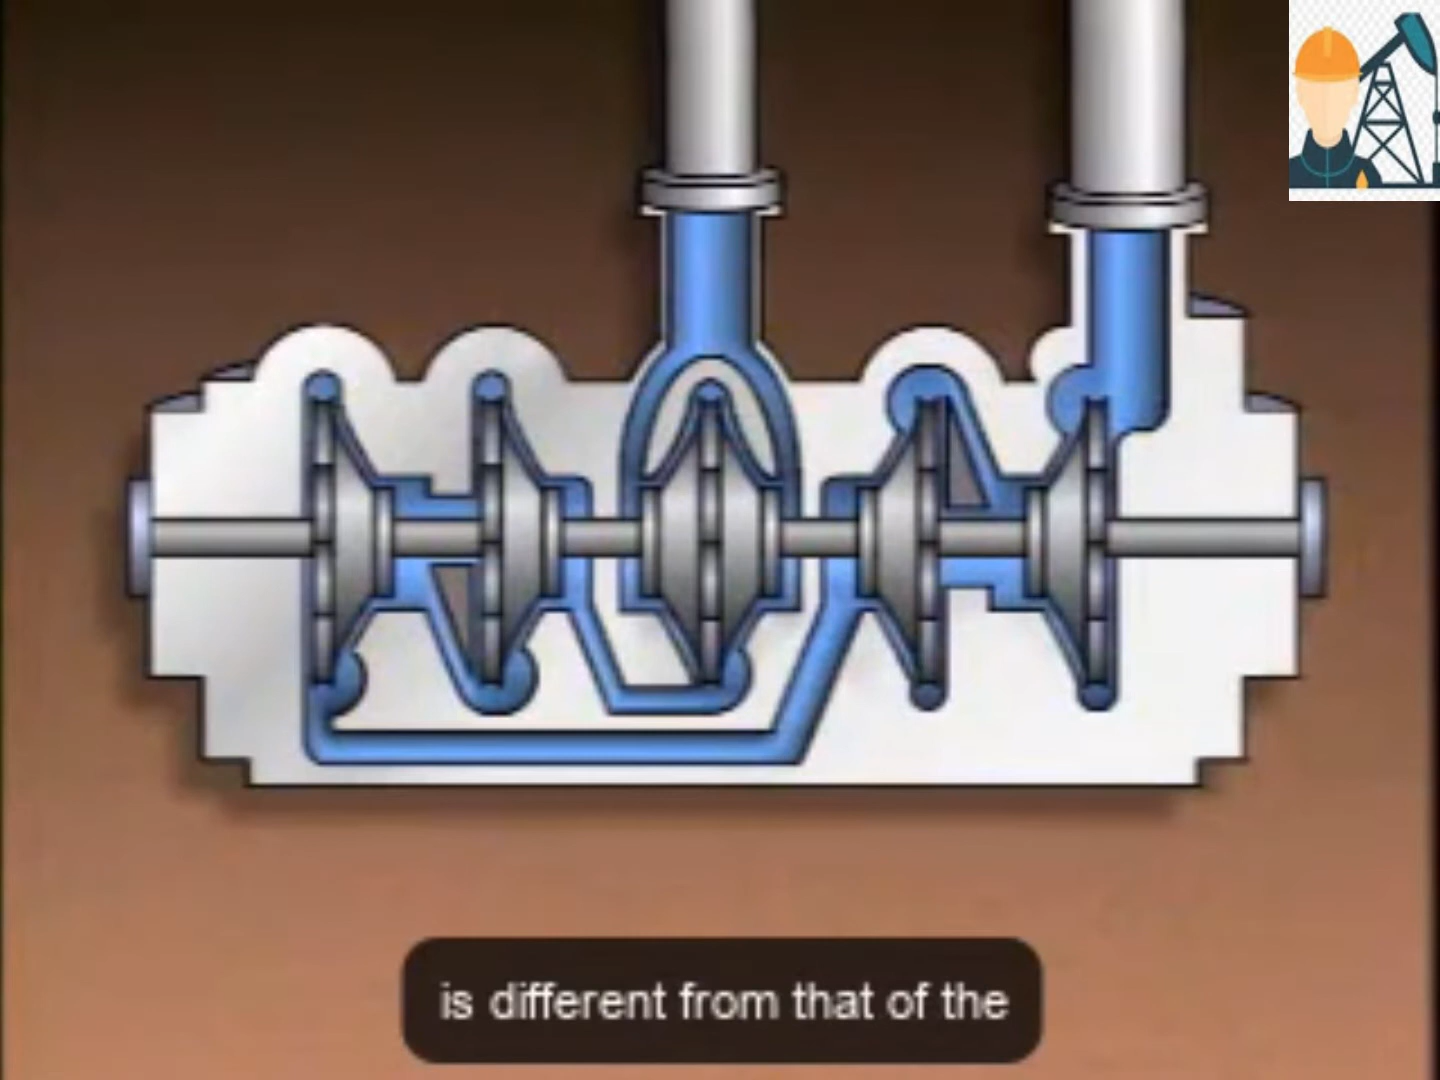 is different from that of the